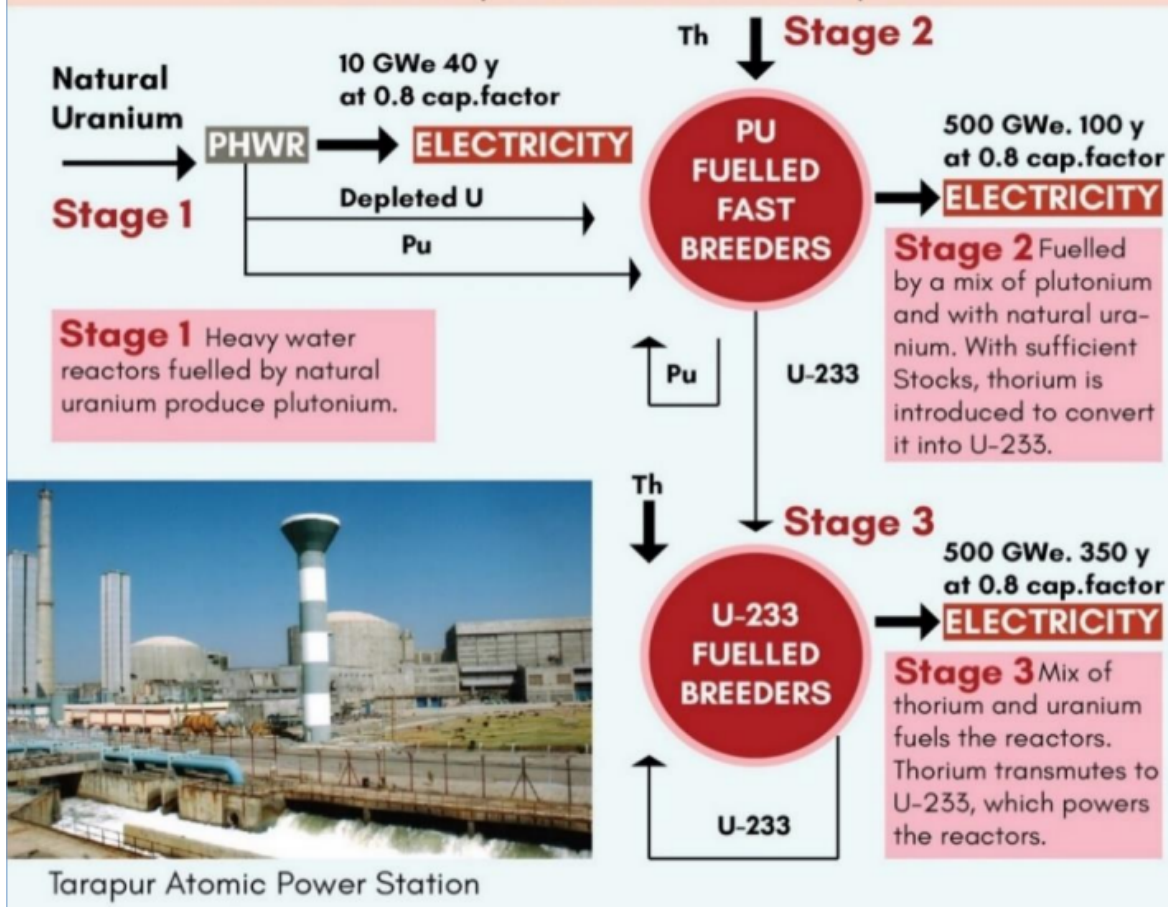 Natural
Uranium
Stage 1
PHWR
10 GWe 40 y
at 0.8 cap.factor
ELECTRICITY
Depleted U
Pu
Th
Stage 2
PU
FUELLED
FAST
BREEDERS
500 GWe. 100 y
at 0.8 cap.factor
ELECTRICITY
Stage 1 Heavy water
reactors fuelled by natural
uranium produce plutonium.
Stage 2 Fuelled
by a mix of plutonium
and with natural ura-
nium. With sufficient
Stocks, thorium is
introduced to convert
it into U-233.
Pu
U-233
Th
Stage 3
U-233
FUELLED
BREEDERS
500 GWe. 350 y
at 0.8 cap.factor
ELECTRICITY
Stage 3 Mix of
thorium and uranium
fuels the reactors.
Thorium transmutes to
U-233, which powers
the reactors.
U-233
Tarapur Atomic Power Station